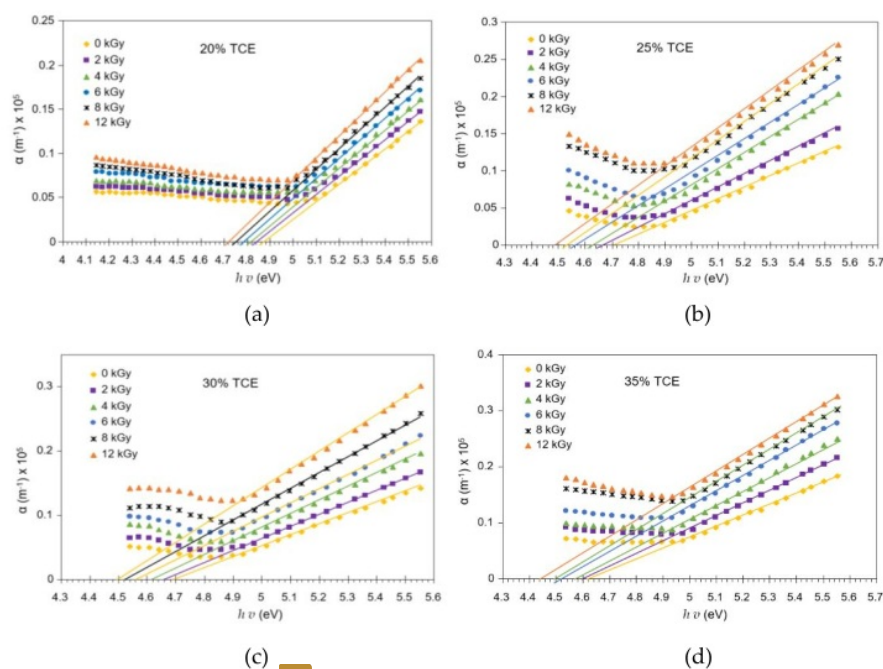 0.25
0.2
0.15
0.1
0.05
0
α (m⁻¹) x 10⁵
20% TCE
0 kGy
2 kGy
4 kGy
6 kGy
8 kGy
12 kGy
4 4.1 4.2 4.3 4.4 4.5 4.6 4.7 4.8 4.9 5 5.1 5.2 5.3 5.4 5.5 5.6
h v (eV)
(a)
0.3
0.25
0.2
0.15
0.1
0.05
0
α (m⁻¹) x 10⁵
25% TCE
0 kGy
2 kGy
4 kGy
6 kGy
8 kGy
12 kGy
4.3 4.4 4.5 4.6 4.7 4.8 4.9 5 5.1 5.2 5.3 5.4 5.5 5.6 5.7
h v (eV)
(b)
0.3
0.2
0.1
0
α (m⁻¹) x 10⁵
30% TCE
0 kGy
2 kGy
4 kGy
6 kGy
8 kGy
12 kGy
4.3 4.4 4.5 4.6 4.7 4.8 4.9 5 5.1 5.2 5.3 5.4 5.5 5.6
h v (eV)
(c)
0.4
0.3
0.2
0.1
0
α (m⁻¹) x 10⁵
35% TCE
0 kGy
2 kGy
4 kGy
6 kGy
8 kGy
12 kGy
4.3 4.4 4.5 4.6 4.7 4.8 4.9 5 5.1 5.2 5.3 5.4 5.5 5.6 5.7
h v (eV)
(d)